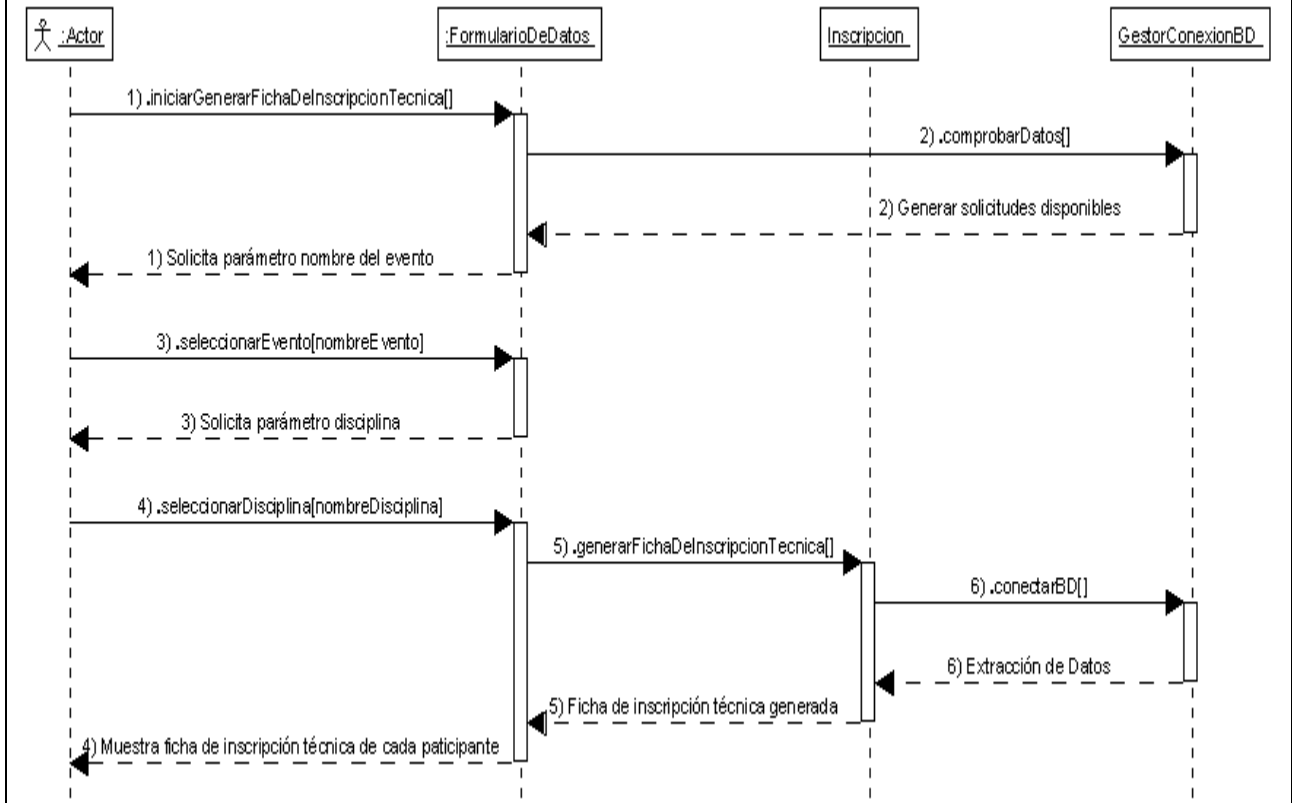 :Actor
:FormularioDeDatos
Inscripcion
GestorConexionBD
1) .iniciarGenerarFichaDeInscripcionTecnica[]
2) .comprobarDatos[]
2) Generar solicitudes disponibles
1) Solicita parámetro nombre del evento
3) .seleccionarEvento[nombreEvento]
3) Solicita parámetro disciplina
4) .seleccionarDisciplina[nombreDisciplina]
5) .generarFichaDeInscripcionTecnica[]
6) .conectarBD[]
6) Extracción de Datos
5) Ficha de inscripción técnica generada
4) Muestra ficha de inscripción técnica de cada paticipante